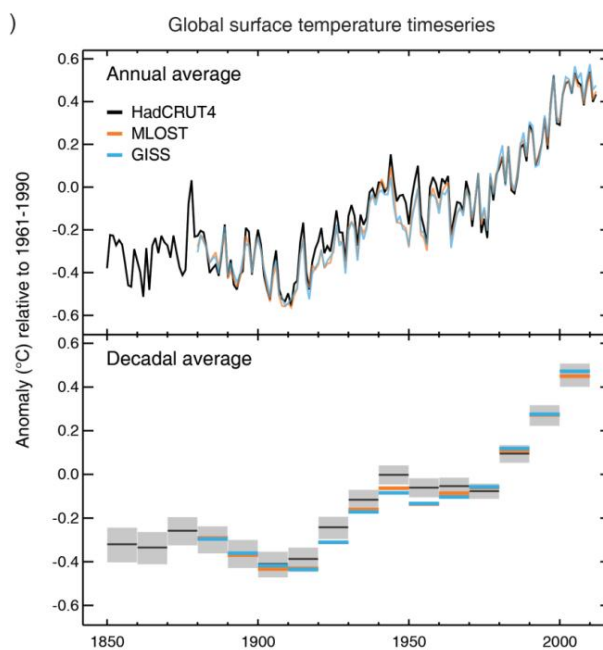 )
Global surface temperature timeseries
Anomaly (°C) relative to 1961-1990
0.6
0.4
0.2
0.0
-0.2
-0.4
-0.6
Annual average
HadCRUT4
MLOST
GISS
0.6
0.4
0.2
0.0
-0.2
-0.4
-0.6
Decadal average
1850
1900
1950
2000